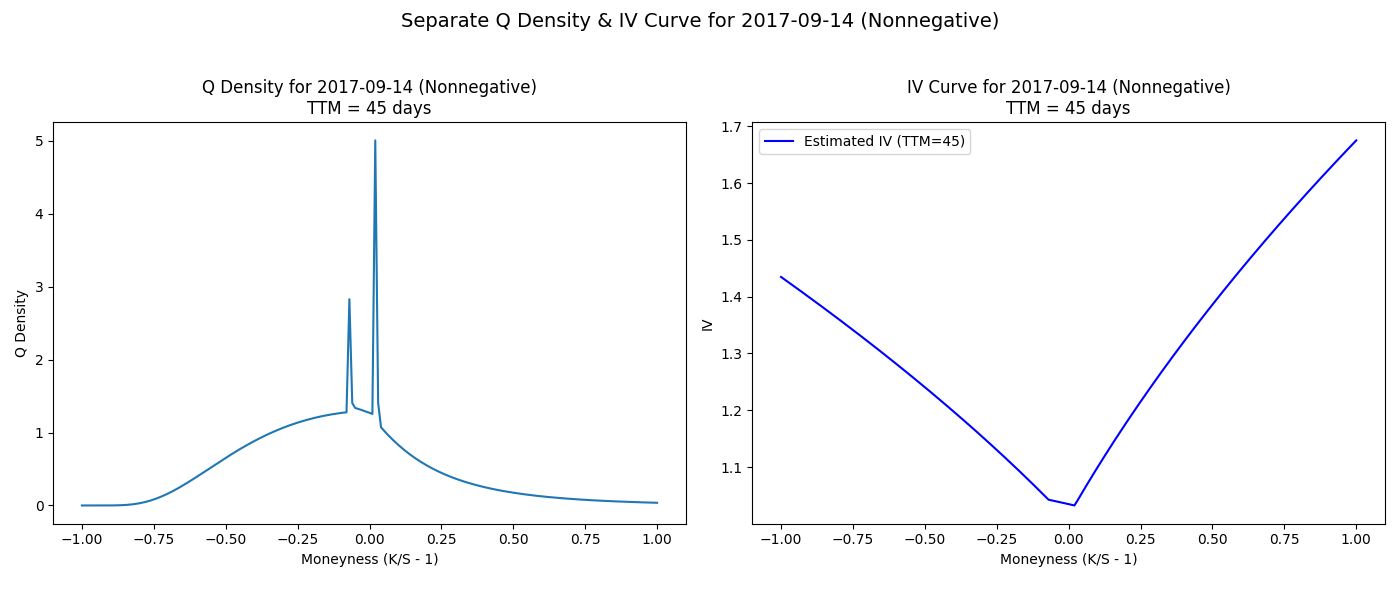 Separate Q Density & IV Curve for 2017-09-14 (Nonnegative)
Q Density for 2017-09-14 (Nonnegative)
TTM = 45 days
Q Density
5
4
3
2
1
0
−1.00 −0.75 −0.50 −0.25 0.00 0.25 0.50 0.75 1.00
Moneyness (K/S - 1)
IV Curve for 2017-09-14 (Nonnegative)
TTM = 45 days
Estimated IV (TTM=45)
IV
1.7
1.6
1.5
1.4
1.3
1.2
1.1
−1.00 −0.75 −0.50 −0.25 0.00 0.25 0.50 0.75 1.00
Moneyness (K/S - 1)